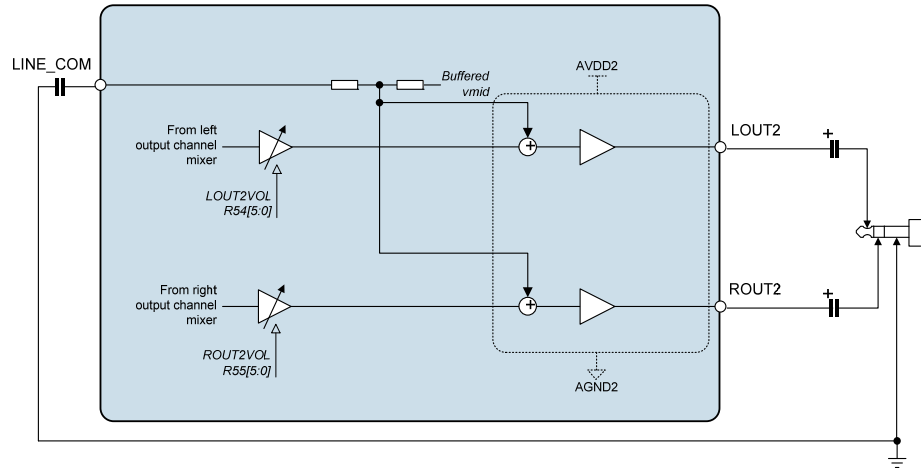 AVDD2
LINE_COM
Buffered
vmid
From left
output channel
mixer
LOUT2
+
+
LOUT2VOL
R54[5:0]
From right
output channel
mixer
ROUT2
+
+
ROUT2VOL
R55[5:0]
AGND2